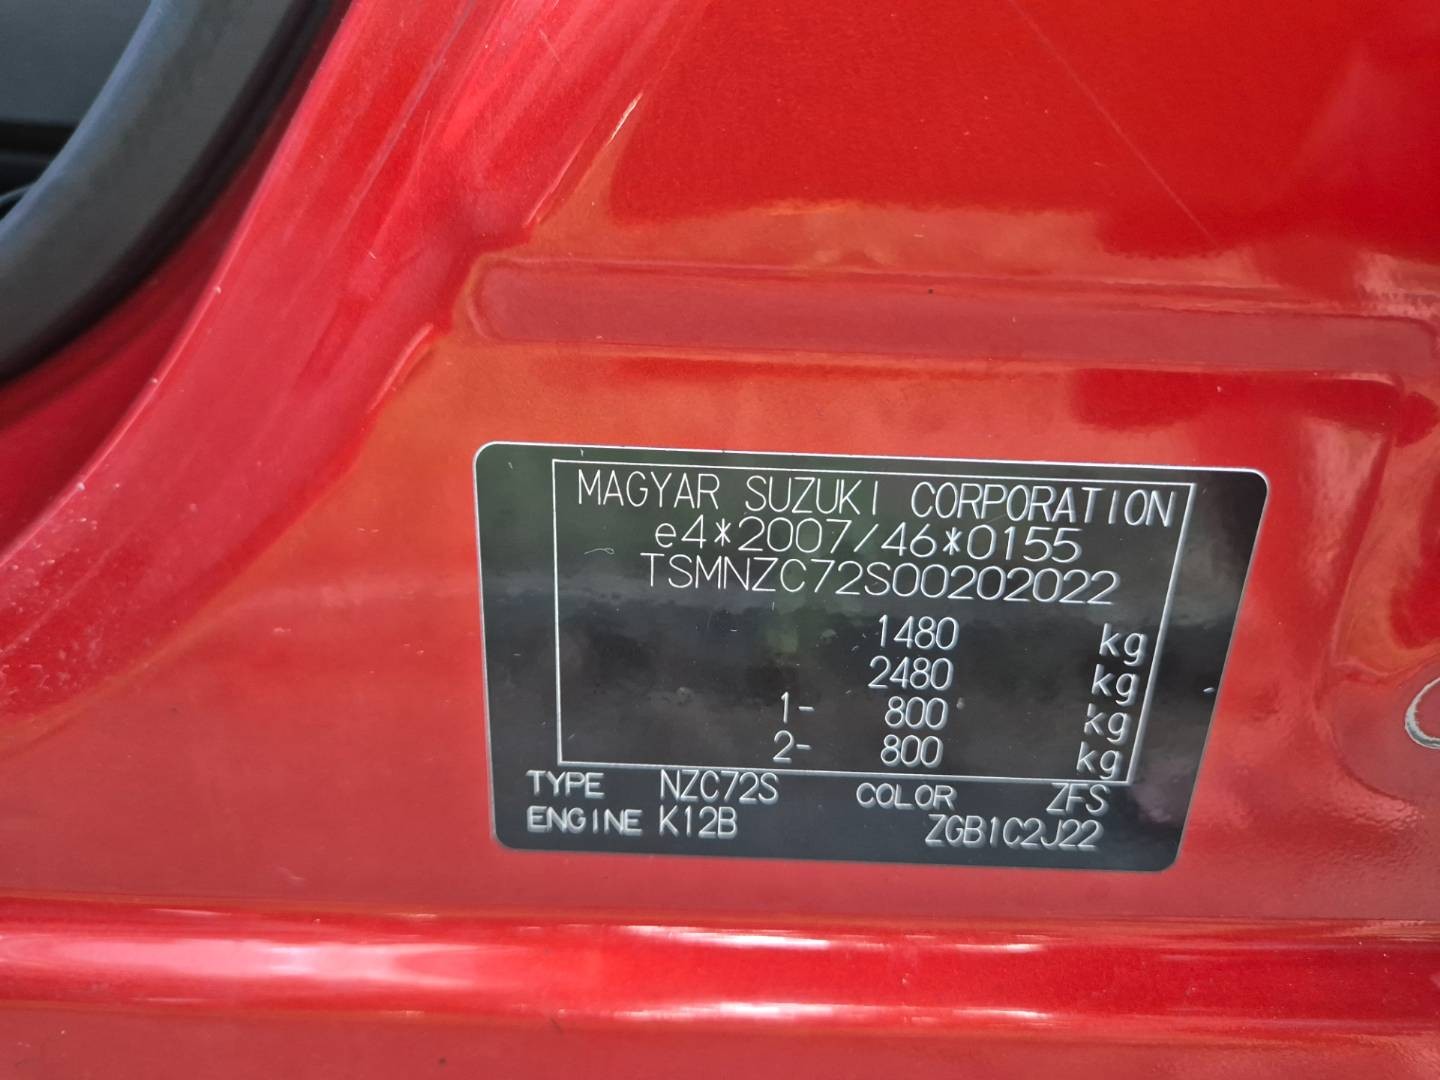 MAGYAR SUZUKI CORPORATION
e4*2007/46*0155
TSMNZC72S00202022
1480 kg
2480 kg
1- 800 kg
2- 800 kg
TYPE NZC72S COLOR ZFS
ENGINE K12B ZGB1C2J22